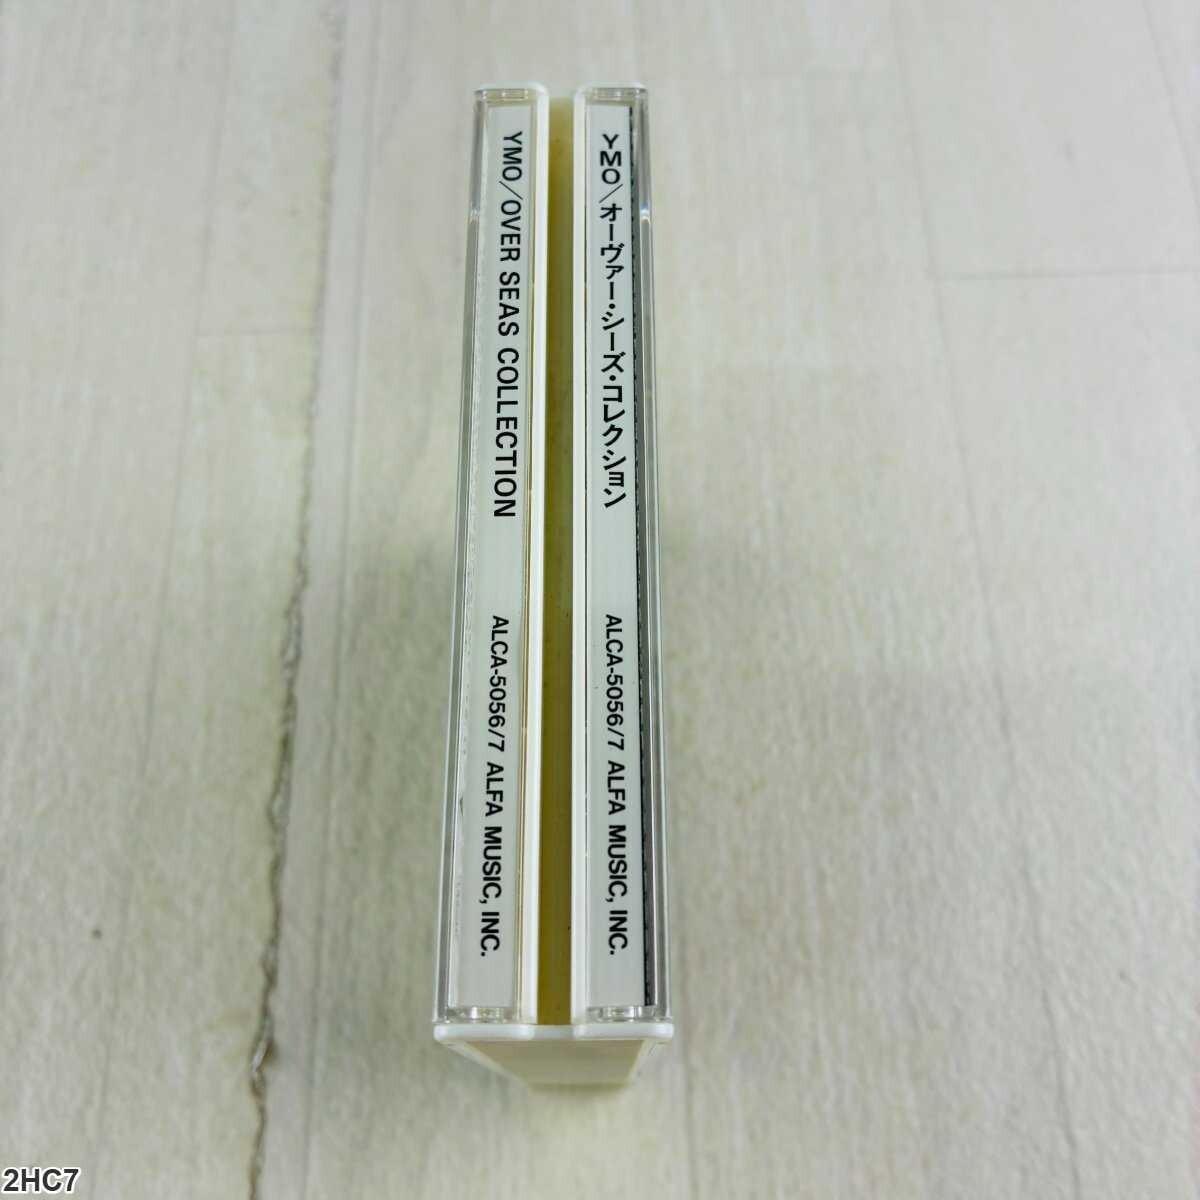 YMO/OVER SEAS COLLECTION ALCA-5056/7 ALFA MUSIC, INC.
YMO/オーヴァー・シーズ・コレクション ALCA-5056/7 ALFA MUSIC, INC.
2HC7